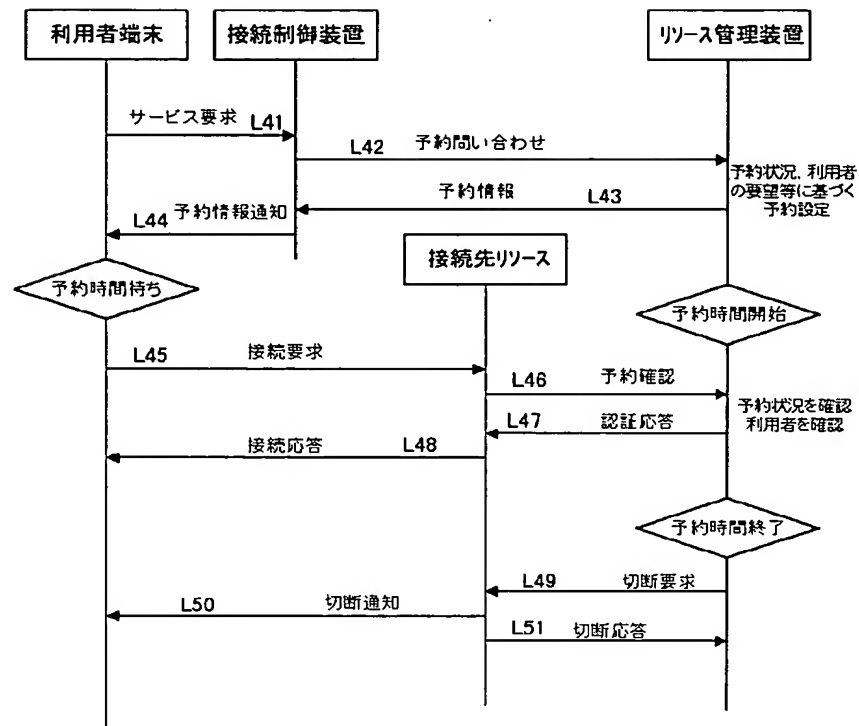 利用者端末
接続制御装置
リソース管理装置
サービス要求
L41
L42
予約問い合わせ
予約状況、利用者
の要望等に基づく
予約設定
予約情報
L43
L44
予約情報通知
接続先リソース
予約時間待ち
予約時間開始
L45
接続要求
L46
予約確認
予約状況を確認
利用者を確認
L47
認証応答
接続応答
L48
予約時間終了
L49
切断要求
L50
切断通知
L51
切断応答